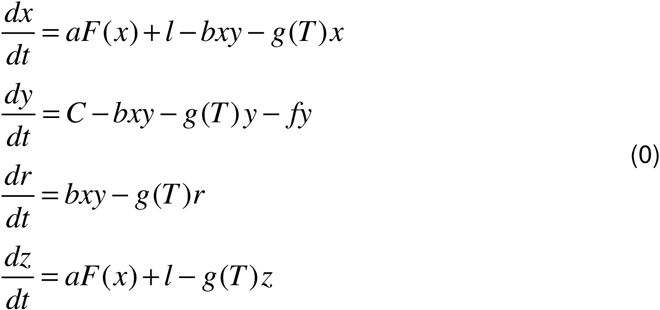 dx/dt = aF(x) + l − bxy − g(T)x
dy/dt = C − bxy − g(T)y − fy
(0)
dr/dt = bxy − g(T)r
dz/dt = aF(x) + l − g(T)z